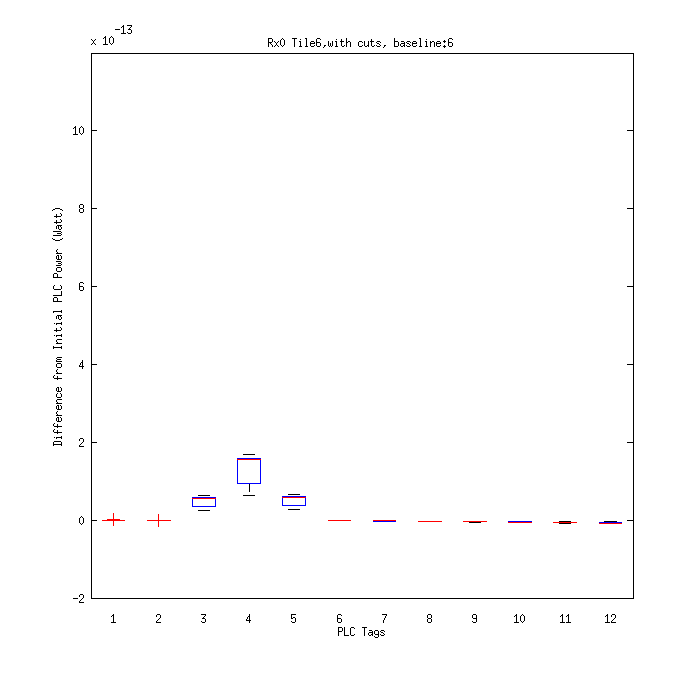 x 10-13
Rx0 Tile6,with cuts, baseline:6
10
8
6
4
2
0
-2
Difference from Initial PLC Power (Watt)
1 2 3 4 5 6 7 8 9 10 11 12
PLC Tags